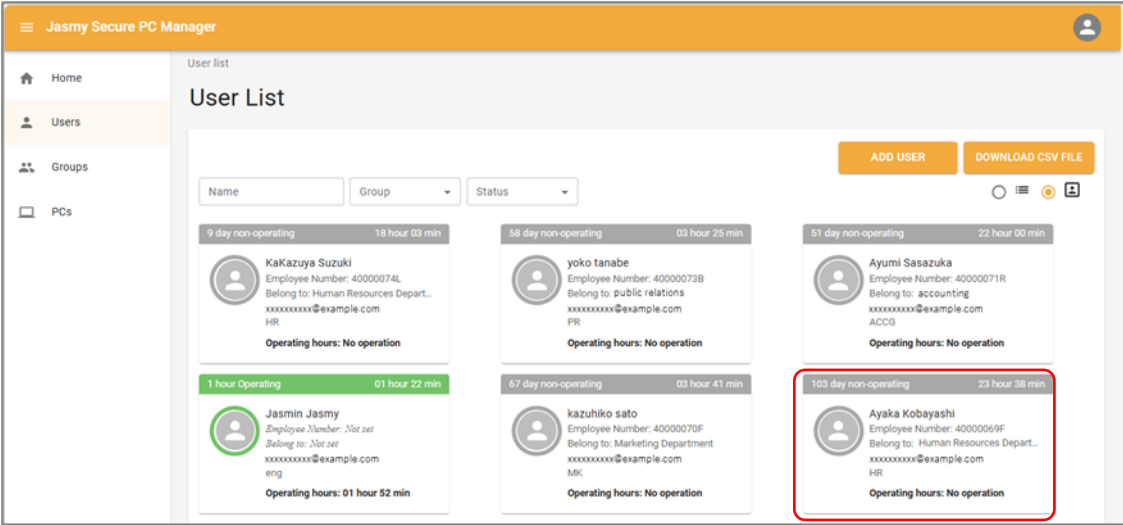 Jasmy Secure PC Manager
Home
Users
Groups
PCs
User list
User List
ADD USER
DOWNLOAD CSV FILE
Name
Group
Status
9 day non-operating 18 hour 03 min
KaKazuya Suzuki
Employee Number: 40000074L
Belong to: Human Resources Depart...
xxxxxxxxxx@example.com
HR
Operating hours: No operation
58 day non-operating 03 hour 25 min
yoko tanabe
Employee Number: 40000073B
Belong to: public relations
xxxxxxxxxx@example.com
PR
Operating hours: No operation
51 day non-operating 22 hour 00 min
Ayumi Sasazuka
Employee Number: 40000071R
Belong to: accounting
xxxxxxxxxx@example.com
ACCG
Operating hours: No operation
1 hour Operating 01 hour 22 min
Jasmin Jasmy
Employee Number: Not set
Belong to: Not set
xxxxxxxxxx@example.com
eng
Operating hours: 01 hour 52 min
67 day non-operating 03 hour 41 min
kazuhiko sato
Employee Number: 40000070F
Belong to: Marketing Department
xxxxxxxxxx@example.com
MK
Operating hours: No operation
103 day non-operating 23 hour 38 min
Ayaka Kobayashi
Employee Number: 40000069F
Belong to: Human Resources Depart...
xxxxxxxxxx@example.com
HR
Operating hours: No operation